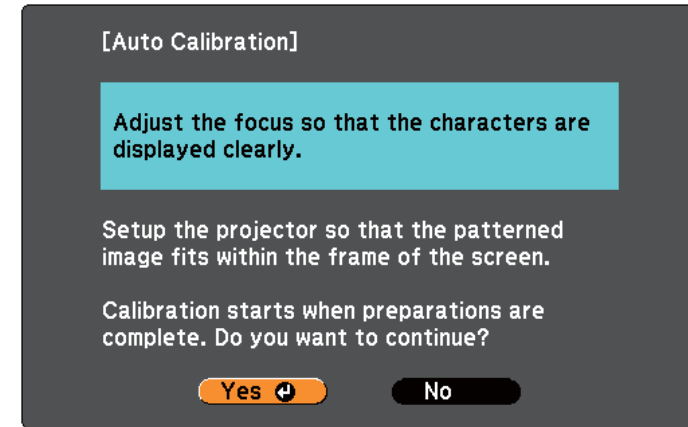 [Auto Calibration]
Adjust the focus so that the characters are
displayed clearly.
Setup the projector so that the patterned
image fits within the frame of the screen.
Calibration starts when preparations are
complete. Do you want to continue?
Yes No